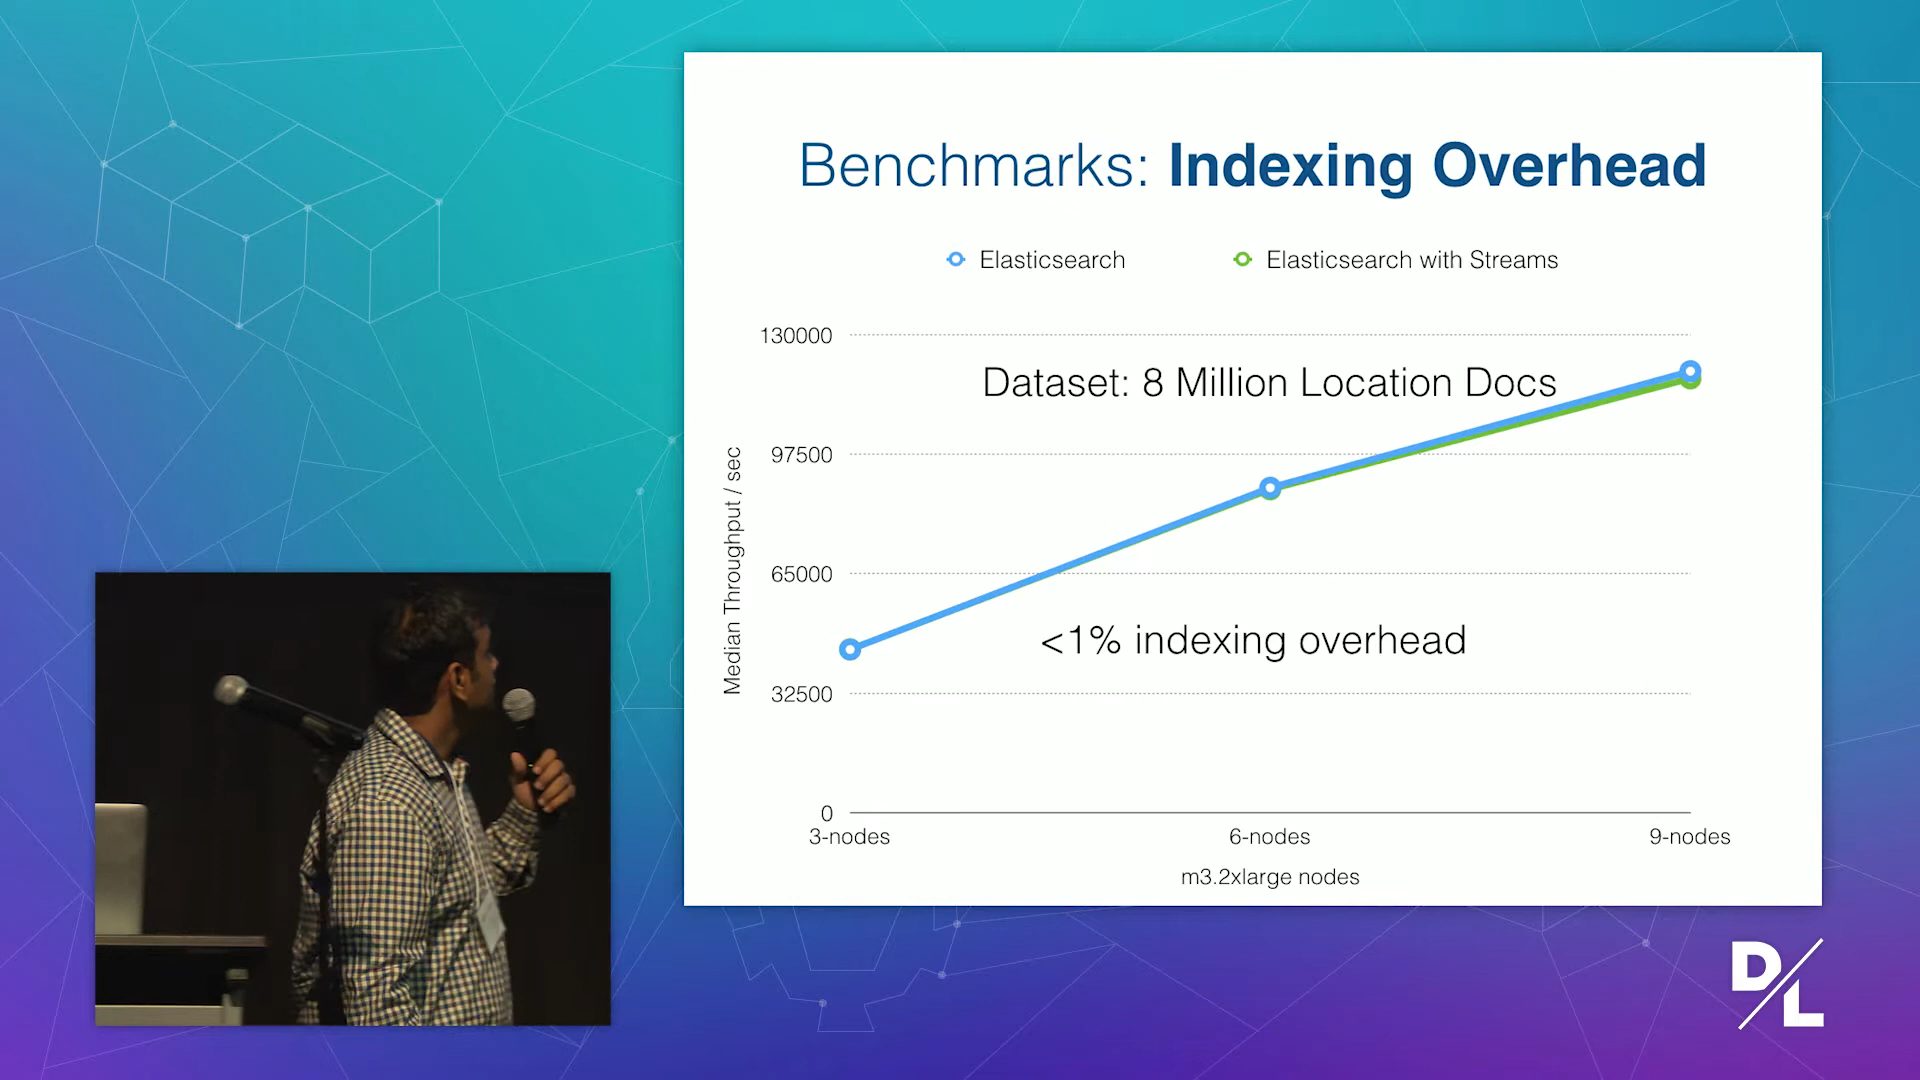 Benchmarks: Indexing Overhead
Elasticsearch
Elasticsearch with Streams
130000
Dataset: 8 Million Location Docs
97500
Median Throughput / sec
65000
<1% indexing overhead
32500
0
3-nodes
6-nodes
9-nodes
m3.2xlarge nodes
D/L